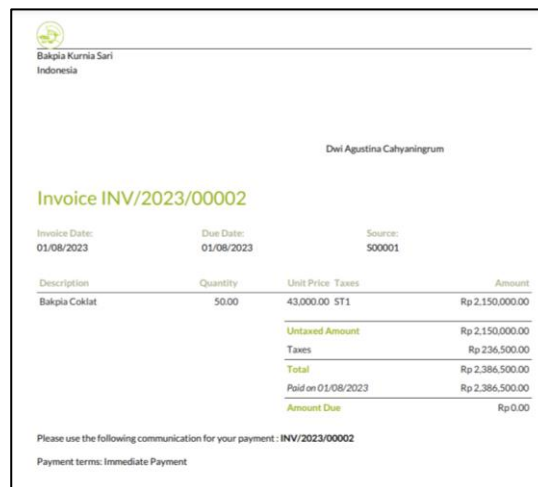 Bakpia Kurnia Sari
Indonesia
Dwi Agustina Cahyaningrum
Invoice INV/2023/00002
Invoice Date: Due Date: Source:
01/08/2023 01/08/2023 S00001
Description Quantity Unit Price Taxes Amount
Bakpia Coklat 50.00 43,000.00 ST1 Rp 2,150,000.00
Untaxed Amount Rp 2,150,000.00
Taxes Rp 236,500.00
Total Rp 2,386,500.00
Paid on 01/08/2023 Rp 2,386,500.00
Amount Due Rp 0.00
Please use the following communication for your payment : INV/2023/00002
Payment terms: Immediate Payment